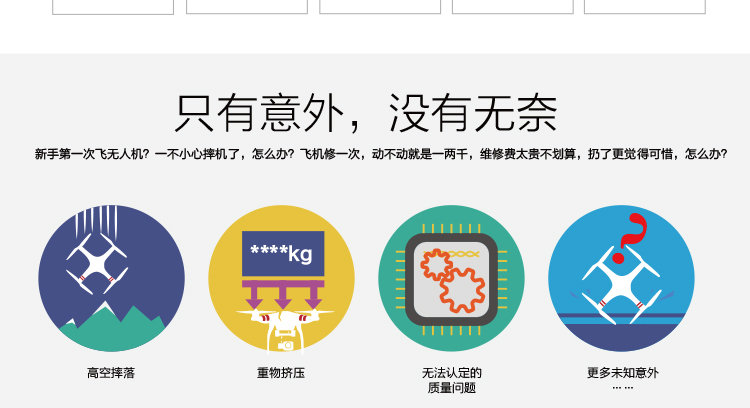 只有意外，没有无奈
新手第一次飞无人机？一不小心摔机了，怎么办？飞机修一次，动不动就是一两千，维修费太贵不划算，扔了更觉得可惜，怎么办？
****kg
?
高空摔落
重物挤压
无法认定的
质量问题
更多未知意外
……